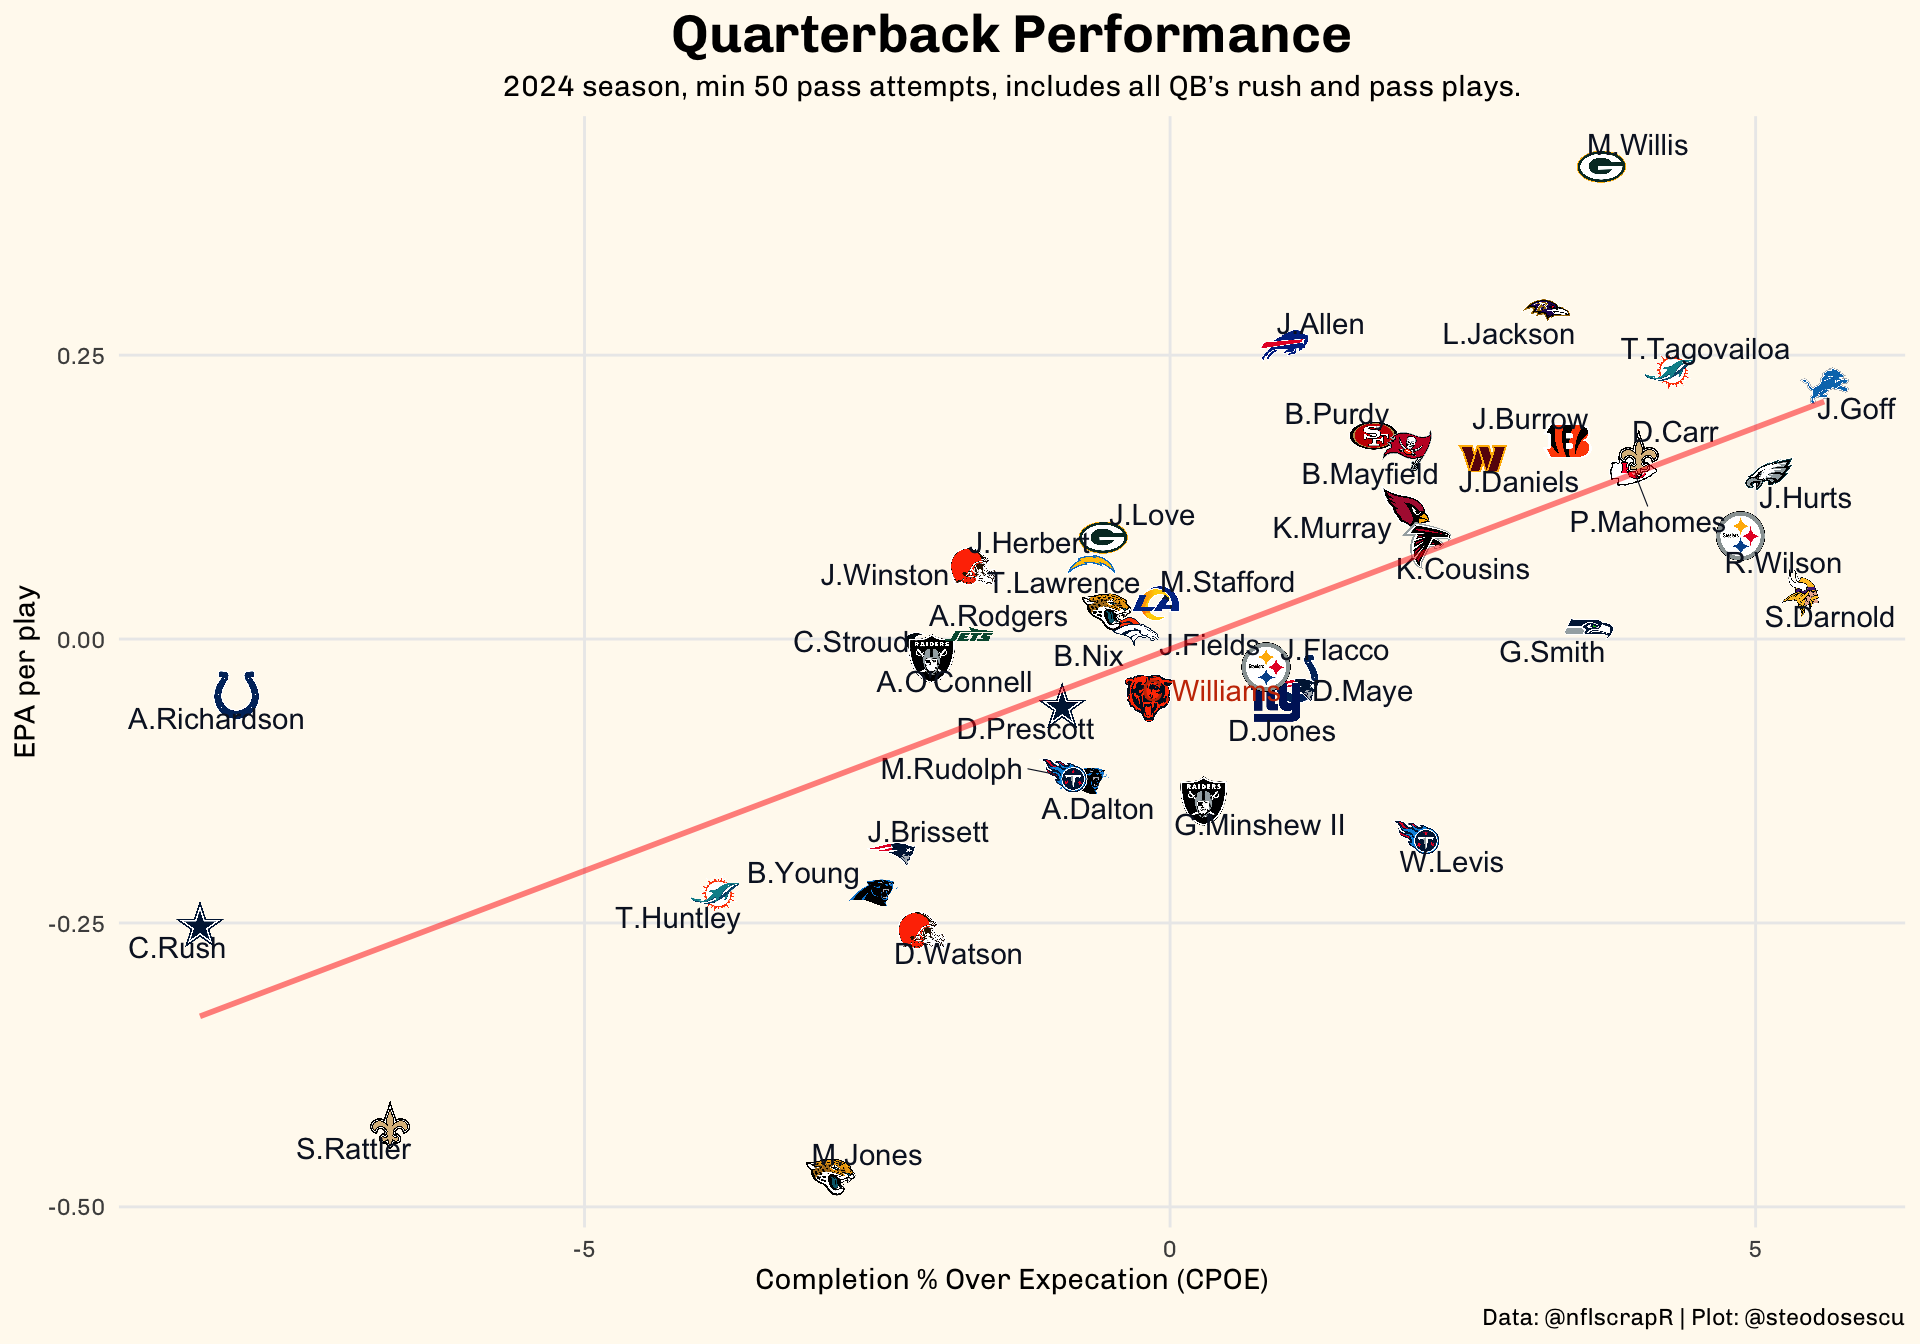 Quarterback Performance
2024 season, min 50 pass attempts, includes all QB's rush and pass plays.
M.Willis
J.Allen
L.Jackson
T.Tagovailoa
0.25
J.Goff
B.Purdy
J.Burrow
D.Carr
B.Mayfield
J.Daniels
J.Hurts
J.Love
K.Murray
P.Mahomes
J.Herbert
R.Wilson
J.Winston
K.Cousins
T.Lawrence
M.Stafford
A.Rodgers
S.Darnold
0.00
C.Stroud
B.Nix
J.Fields
J.Flacco
G.Smith
A.O'Connell
Williams
D.Maye
A.Richardson
D.Prescott
D.Jones
M.Rudolph
A.Dalton
G.Minshew II
J.Brissett
W.Levis
B.Young
T.Huntley
-0.25
C.Rush
D.Watson
S.Rattler
M.Jones
-0.50
EPA per play
-5
0
5
Completion % Over Expecation (CPOE)
Data: @nflscrapR | Plot: @steodosescu